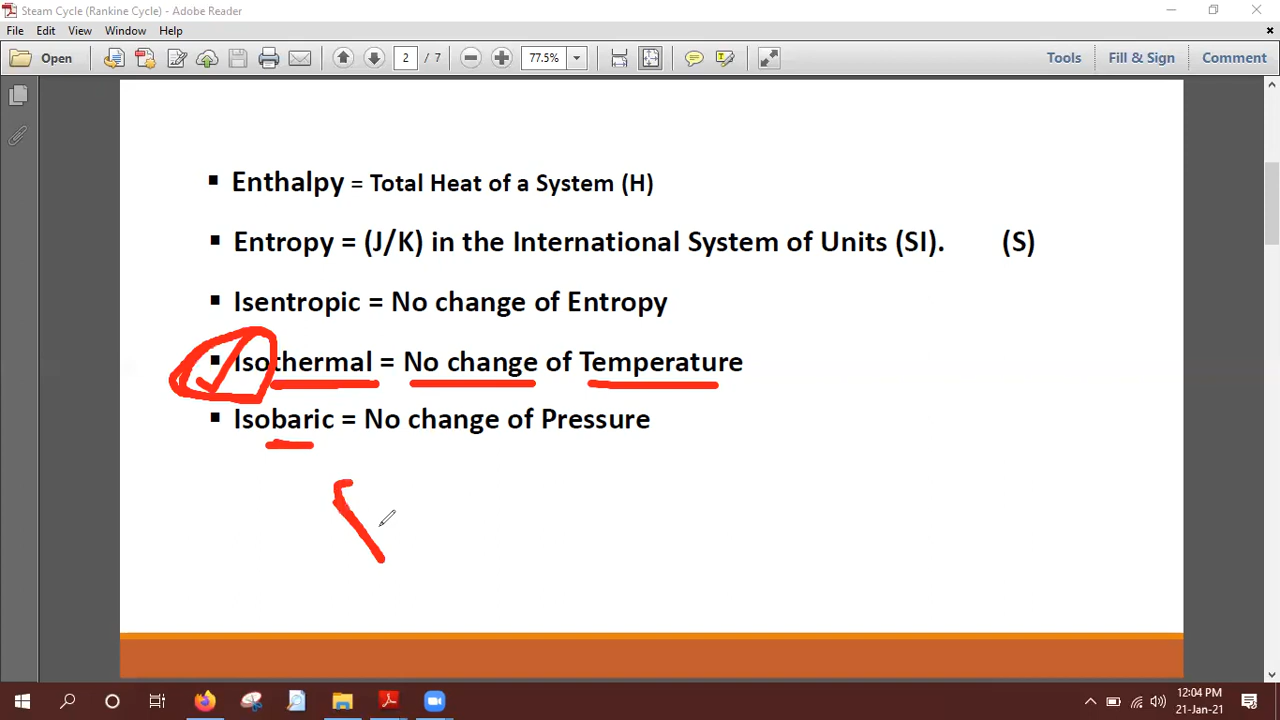 Steam Cycle (Rankine Cycle) - Adobe Reader
File Edit View Window Help
Open 2 / 7 77.5% Tools Fill & Sign Comment
▪ Enthalpy = Total Heat of a System (H)
▪ Entropy = (J/K) in the International System of Units (SI). (S)
▪ Isentropic = No change of Entropy
▪ Isothermal = No change of Temperature
▪ Isobaric = No change of Pressure
12:04 PM
21-Jan-21